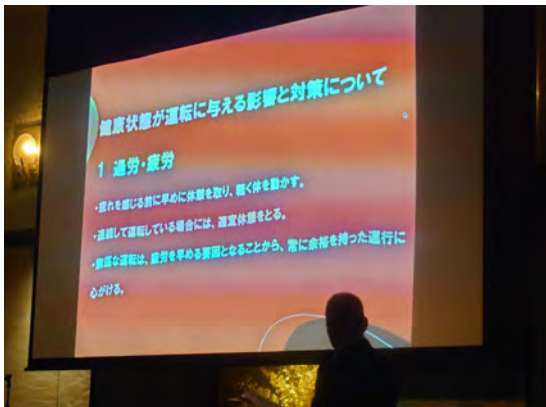 健康状態が運転に与える影響と対策について
1 過労・疲労
・疲れを感じる前に早めに休憩を取り、軽く体を動かす。
・連続して運転している場合には、適宜休憩をとる。
・無謀な運転は、疲労を早める要因となることから、常に余裕を持った運行に
心がける。